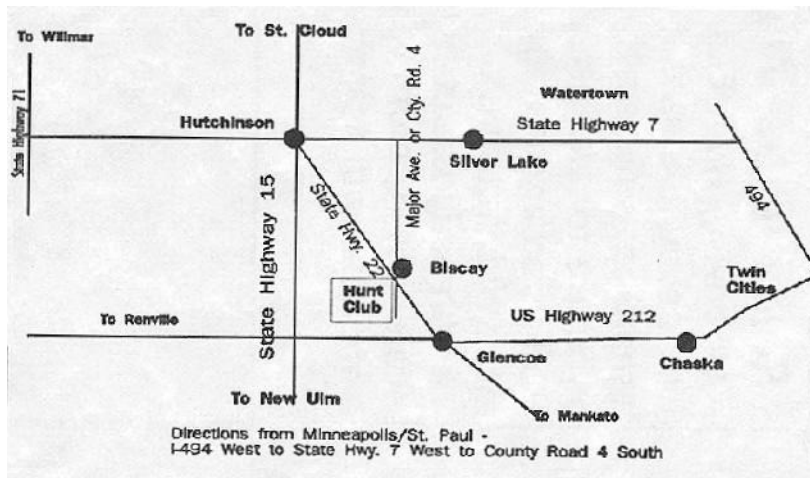 To Willmar
To St. Cloud
State Highway 71
Major Ave. or Cty. Rd. 4
Watertown
Hutchinson
State Highway 7
Silver Lake
State Highway 15
State Hwy. 22
494
Biscay
Twin
Cities
Hunt
Club
To Renville
US Highway 212
Glencoe
Chaska
To New Ulm
To Mankato
Directions from Minneapolis/St. Paul -
I-494 West to State Hwy. 7 West to County Road 4 South